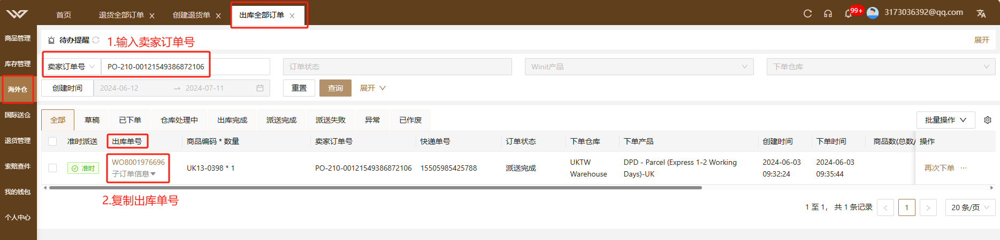 首页
退货全部订单
创建退货单
出库全部订单
99+
3173036392@qq.com
商品管理
库存管理
海外仓
国际送仓
退货管理
索赔查件
我的钱包
个人中心
待办提醒
1.输入卖家订单号
展开
卖家订单号 PO-210-00121549386872106
订单状态
Winit产品
下单仓库
创建时间 2024-06-12 → 2024-07-11
重置
查询
展开
全部 草稿 已下单 仓库处理中 出库完成 派送完成 派送失败 异常 已作废
批量操作
准时派送 出库单号 商品编码 * 数量 卖家订单号 快递单号 订单状态 下单仓库 下单产品 创建时间 下单时间 商品数(总数/ 操作
准时
WO8001976696
子订单信息
UK13-0398 * 1
PO-210-00121549386872106
15505985425788
派送完成
UKTW
Warehouse
DPD - Parcel (Express 1-2 Working
Days)-UK
2024-06-03
09:32:24
2024-06-03
09:35:44
再次下单 ···
2.复制出库单号
1 至 1， 共 1 条记录
< 1 >
20 条/页